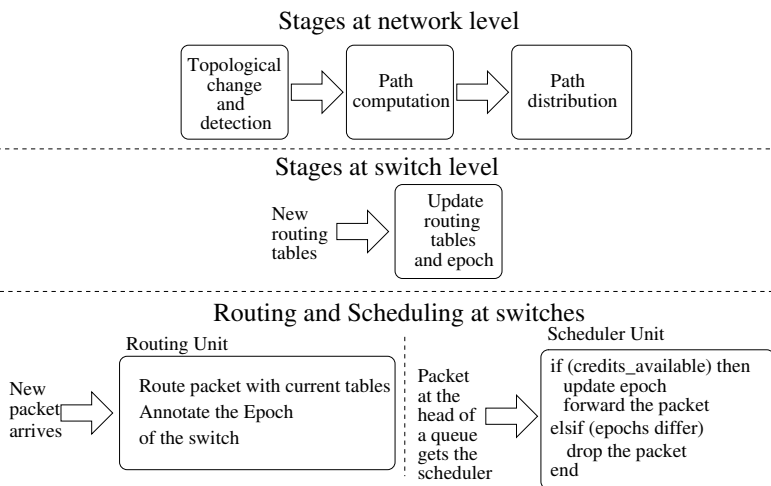 Stages at network level
Topological
change
and
detection
Path
computation
Path
distribution
Stages at switch level
New
routing
tables
Update
routing
tables
and epoch
Routing and Scheduling at switches
Routing Unit
New
packet
arrives
Route packet with current tables
Annotate the Epoch
of the switch
Scheduler Unit
Packet
at the
head of
a queue
gets the
scheduler
if (credits_available) then
update epoch
forward the packet
elsif (epochs differ)
drop the packet
end